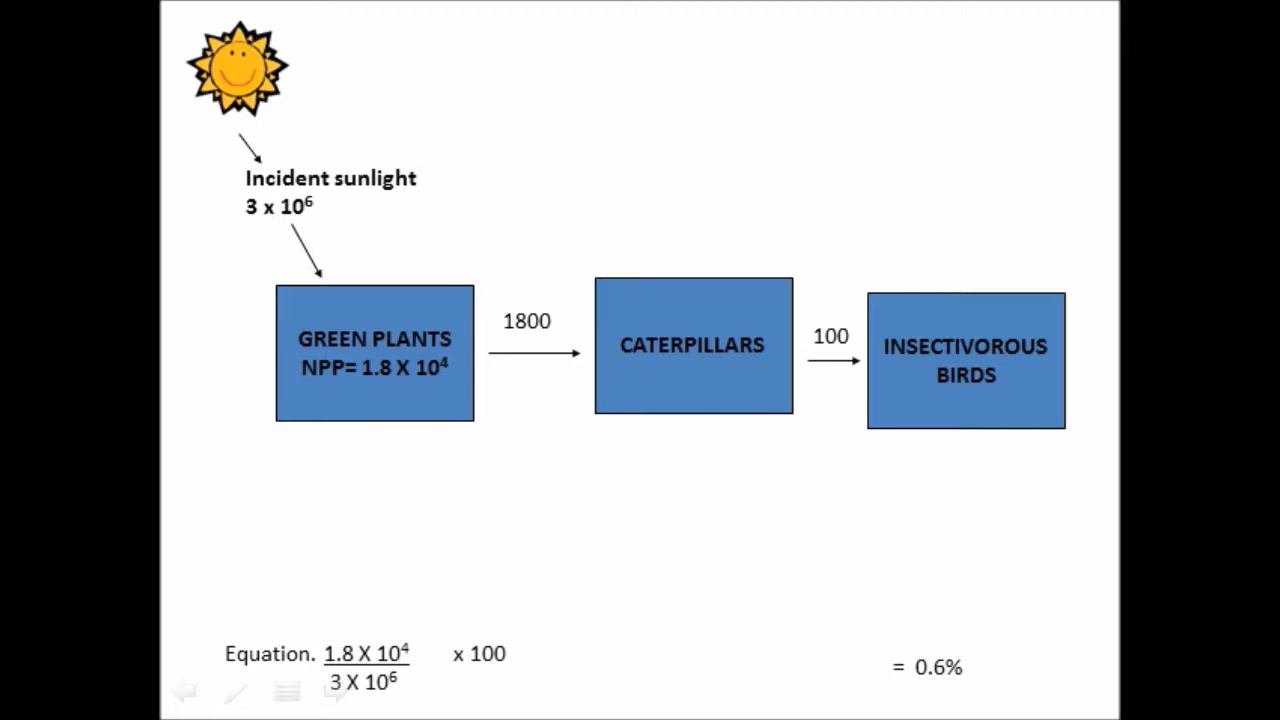 Incident sunlight
3 x 10⁶
GREEN PLANTS
NPP= 1.8 X 10⁴
1800
CATERPILLARS
100
INSECTIVOROUS
BIRDS
Equation. 1.8 X 10⁴ x 100
3 X 10⁶
= 0.6%